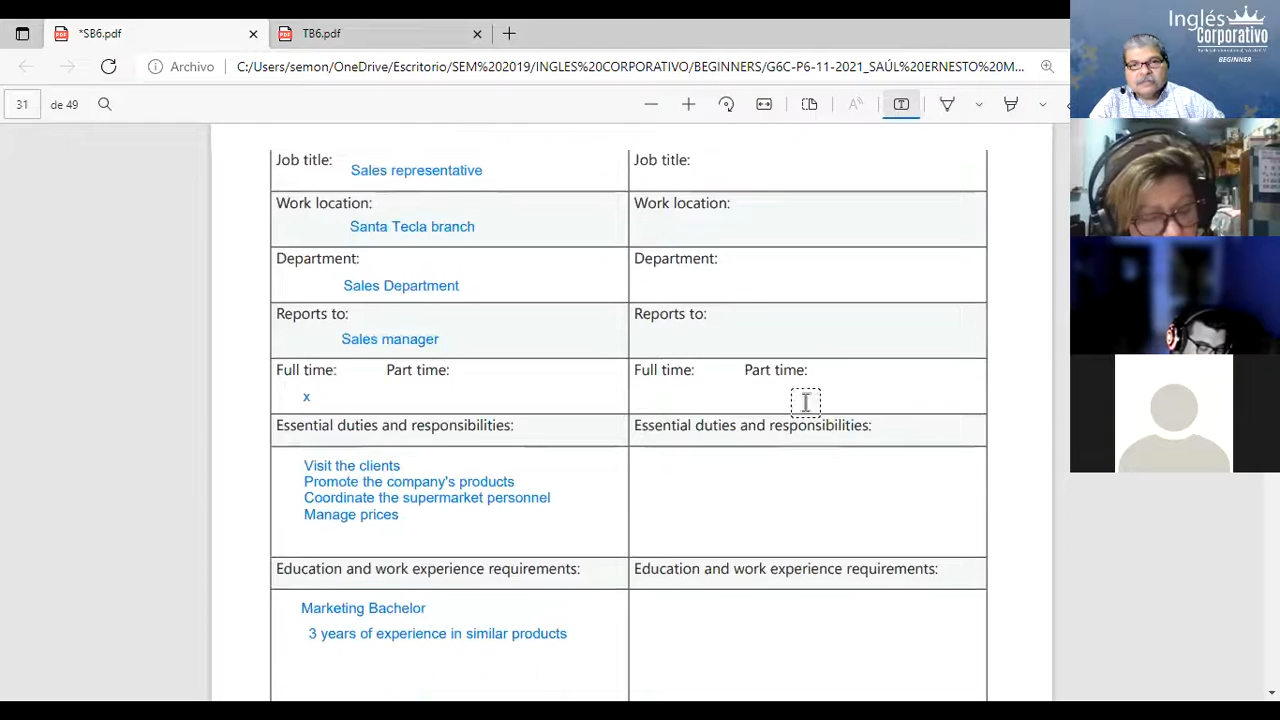 *SB6.pdf
TB6.pdf
Archivo
C:/Users/semon/OneDrive/Escritorio/SEM%202019/INGLES%20CORPORATIVO/BEGINNERS/G6C-P6-11-2021_SAÚL%20ERNESTO%20M...
31 de 49
Inglés
Corporativo
BEGINNER
Job title:
Sales representative
Job title:
Work location:
Santa Tecla branch
Work location:
Department:
Sales Department
Department:
Reports to:
Sales manager
Reports to:
Full time: Part time:
x
Full time: Part time:
Essential duties and responsibilities:
Essential duties and responsibilities:
Visit the clients
Promote the company's products
Coordinate the supermarket personnel
Manage prices
Education and work experience requirements:
Education and work experience requirements:
Marketing Bachelor
3 years of experience in similar products